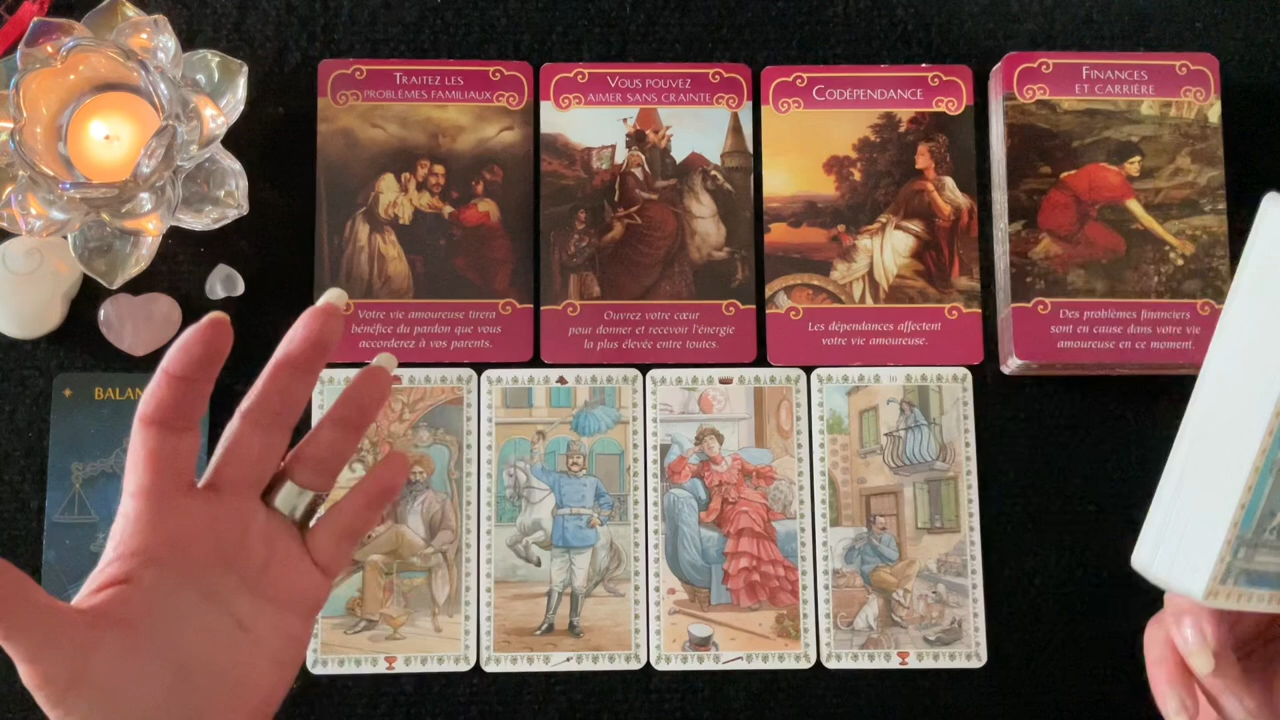 TRAITEZ LES
PROBLÈMES FAMILIAUX
Votre vie amoureuse tirera
bénéfice du pardon que vous
accorderez à vos parents.
VOUS POUVEZ
AIMER SANS CRAINTE
Ouvrez votre cœur
pour donner et recevoir l'énergie
la plus élevée entre toutes.
CODÉPENDANCE
Les dépendances affectent
votre vie amoureuse.
FINANCES
ET CARRIÈRE
Des problèmes financiers
sont en cause dans votre vie
amoureuse en ce moment.
BALAN
10